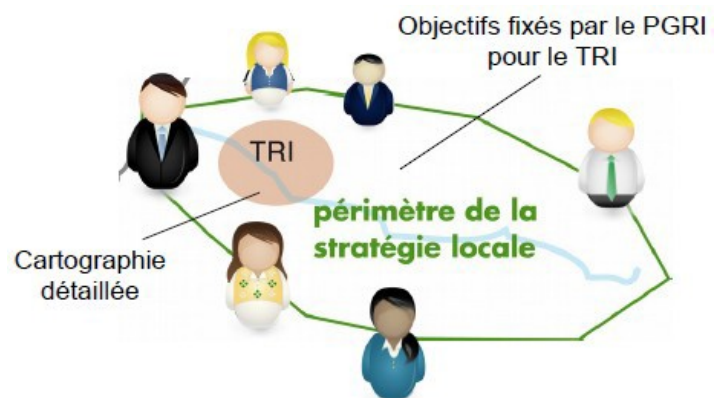 Objectifs fixés par le PGRI
pour le TRI
TRI
périmètre de la
stratégie locale
Cartographie
détaillée